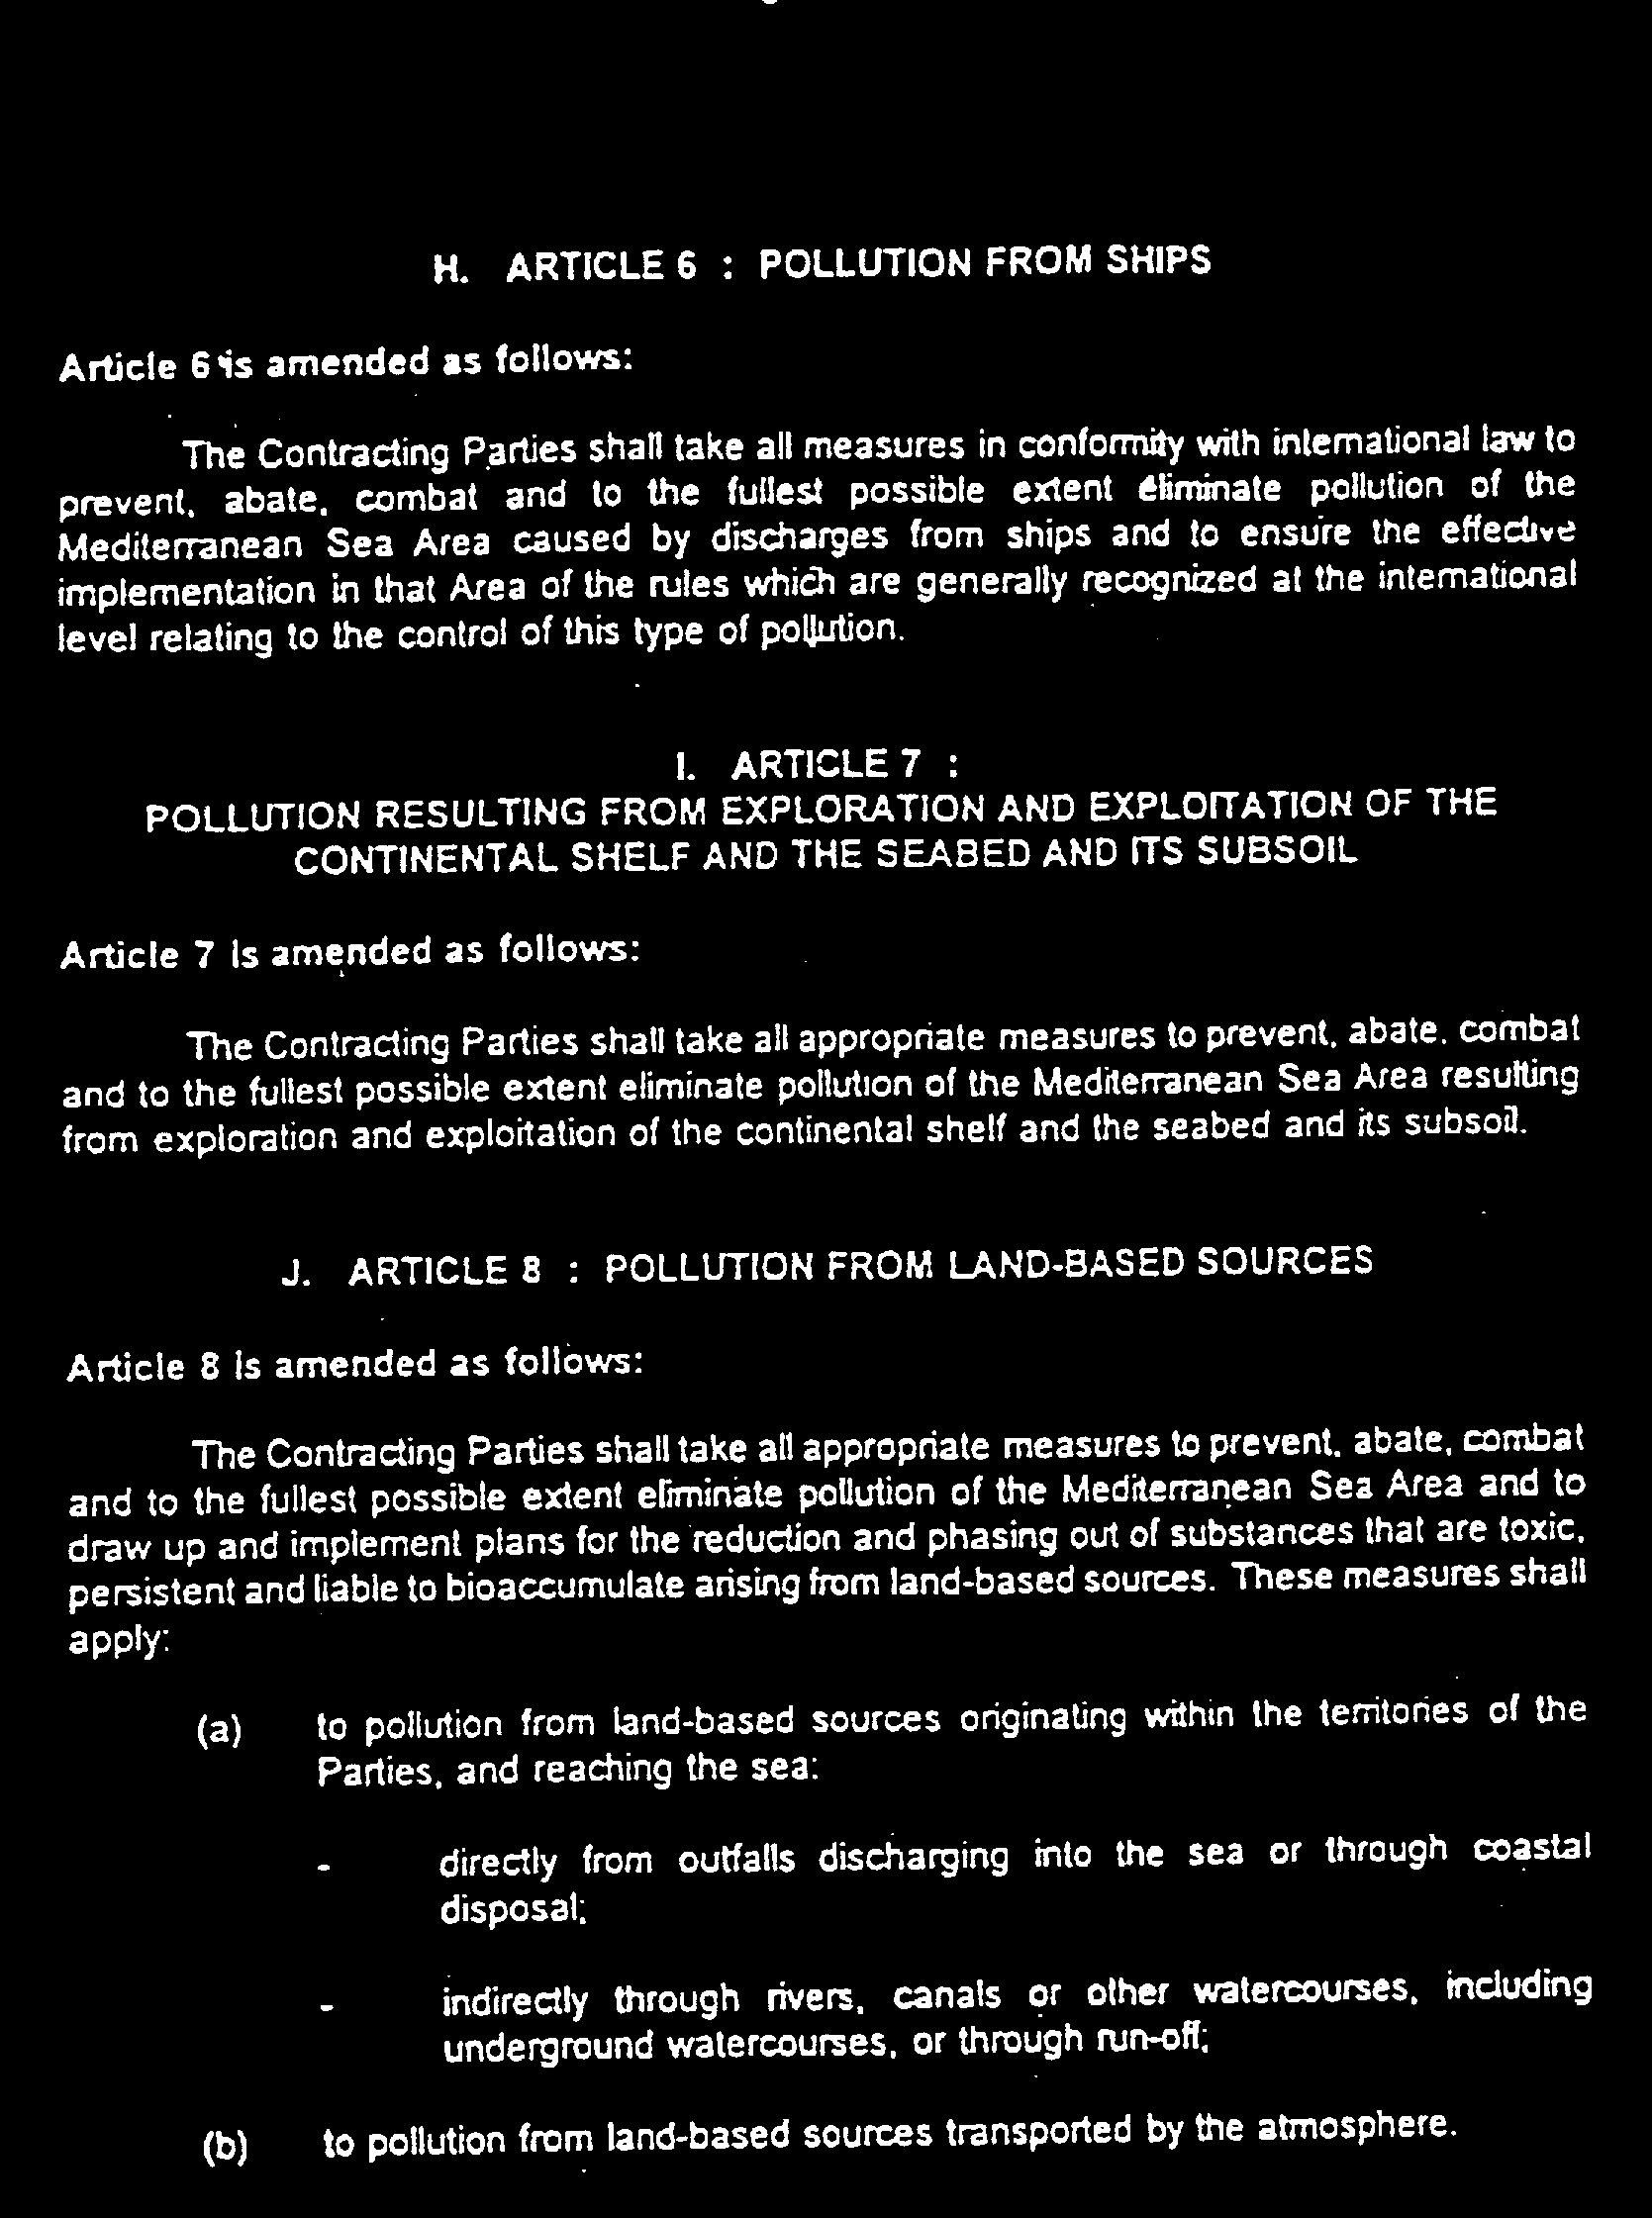 H. ARTICLE 6 : POLLUTION FROM SHIPS
Article 6 is amended as follows:
The Contracting Parties shall take all measures in conformity with international law to
prevent, abate, combat and to the fullest possible extent eliminate pollution of the
Mediterranean Sea Area caused by discharges from ships and to ensure the effective
implementation in that Area of the rules which are generally recognized at the international
level relating to the control of this type of pollution.
I. ARTICLE 7 :
POLLUTION RESULTING FROM EXPLORATION AND EXPLOITATION OF THE
CONTINENTAL SHELF AND THE SEABED AND ITS SUBSOIL
Article 7 is amended as follows:
The Contracting Parties shall take all appropriate measures to prevent, abate, combat
and to the fullest possible extent eliminate pollution of the Mediterranean Sea Area resulting
from exploration and exploitation of the continental shelf and the seabed and its subsoil.
J. ARTICLE 8 : POLLUTION FROM LAND-BASED SOURCES
Article 8 is amended as follows:
The Contracting Parties shall take all appropriate measures to prevent, abate, combat
and to the fullest possible extent eliminate pollution of the Mediterranean Sea Area and to
draw up and implement plans for the reduction and phasing out of substances that are toxic,
persistent and liable to bioaccumulate arising from land-based sources. These measures shall
apply:
(a) to pollution from land-based sources originating within the territories of the
Parties, and reaching the sea:
- directly from outfalls discharging into the sea or through coastal
disposal;
- indirectly through rivers, canals or other watercourses, including
underground watercourses, or through run-off;
(b) to pollution from land-based sources transported by the atmosphere.